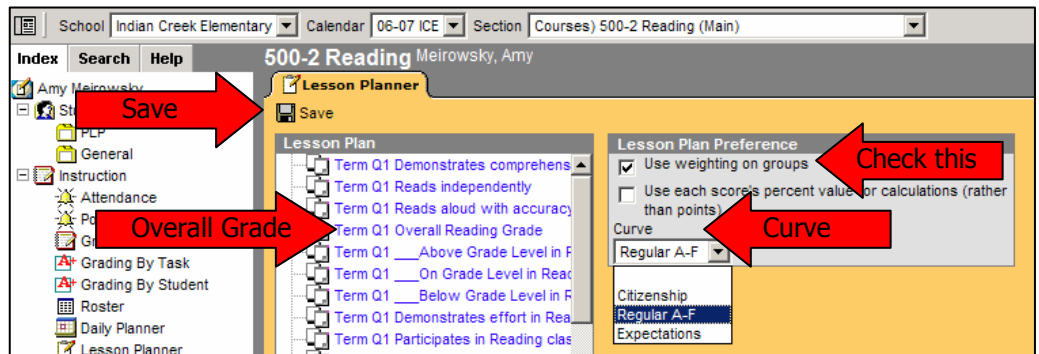 School Indian Creek Elementary Calendar 06-07 ICE Section Courses) 500-2 Reading (Main)
Index Search Help
500-2 Reading Meirowsky, Amy
Amy Meirowsky
PLP
General
Instruction
Attendance
Grading By Task
Grading By Student
Roster
Daily Planner
Lesson Planner
Save
Overall Grade
Lesson Planner
Save
Lesson Plan
Term Q1 Demonstrates comprehens
Term Q1 Reads independently
Term Q1 Reads aloud with accuracy
Term Q1 Overall Reading Grade
Term Q1 ___Above Grade Level in R
Term Q1 ___On Grade Level in Read
Term Q1 ___Below Grade Level in R
Term Q1 Demonstrates effort in Rea
Term Q1 Participates in Reading clas
Lesson Plan Preference
Use weighting on groups
Check this
Use each score's percent value for calculations (rather
than points)
Curve
Curve
Regular A-F
Citizenship
Regular A-F
Expectations